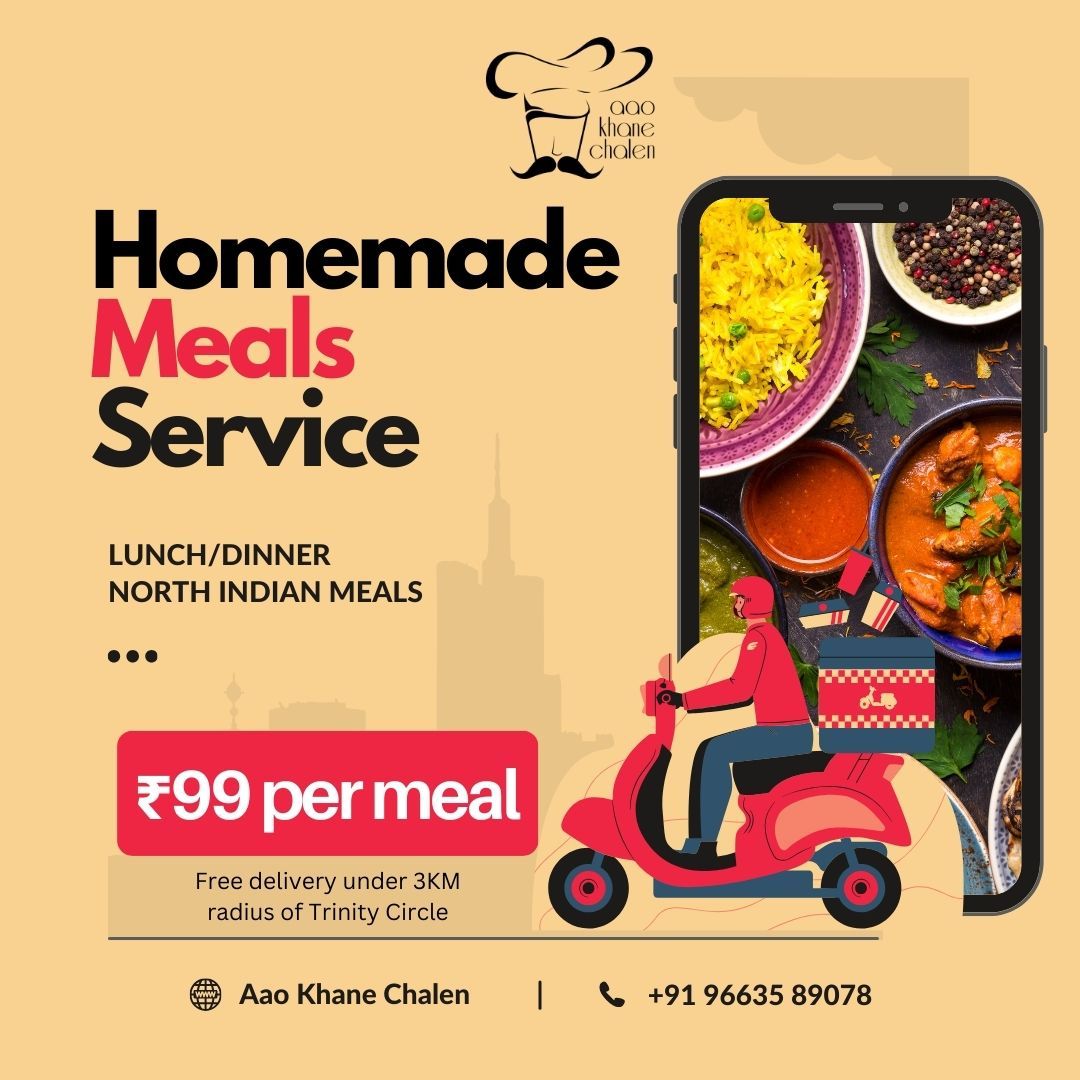 aao
khane
chalen
Homemade
Meals
Service
LUNCH/DINNER
NORTH INDIAN MEALS
₹99 per meal
Free delivery under 3KM
radius of Trinity Circle
Aao Khane Chalen | +91 96635 89078